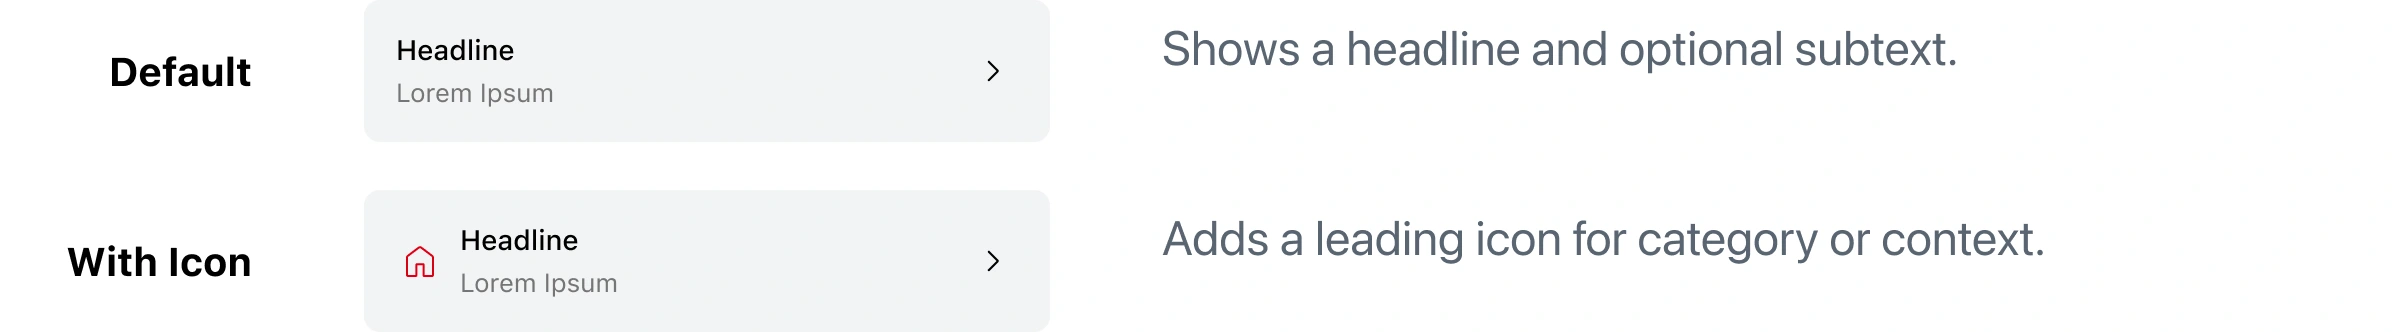 Default
Headline
Lorem Ipsum
Shows a headline and optional subtext.
With Icon
Headline
Lorem Ipsum
Adds a leading icon for category or context.